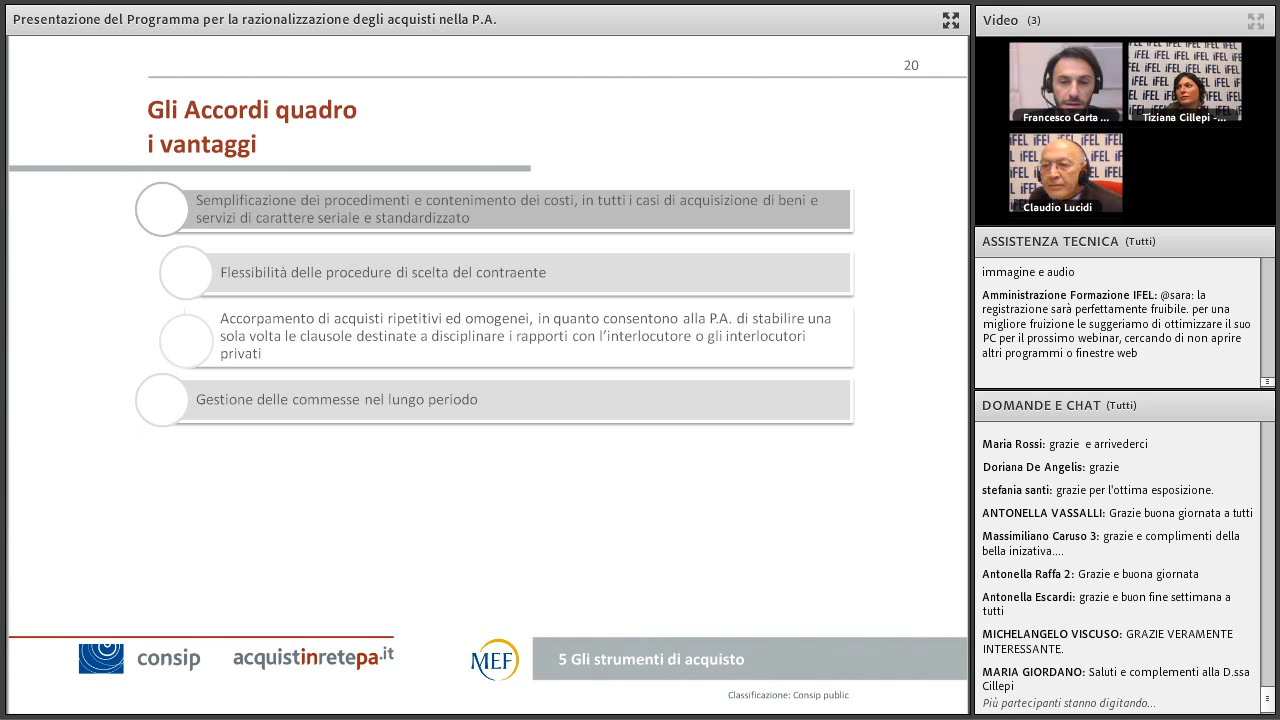 Presentazione del Programma per la razionalizzazione degli acquisti nella P.A.
20
Gli Accordi quadro
i vantaggi
Semplificazione dei procedimenti e contenimento dei costi, in tutti i casi di acquisizione di beni e
servizi di carattere seriale e standardizzato
Flessibilità delle procedure di scelta del contraente
Accorpamento di acquisti ripetitivi ed omogenei, in quanto consentono alla P.A. di stabilire una
sola volta le clausole destinate a disciplinare i rapporti con l'interlocutore o gli interlocutori
privati
Gestione delle commesse nel lungo periodo
consip
acquistinretepa.it
MEF
5 Gli strumenti di acquisto
Classificazione: Consip public
Video (3)
Francesco Carta ...
Tiziana Cillepi -...
Claudio Lucidi
iFEL
ASSISTENZA TECNICA (Tutti)
immagine e audio
Amministrazione Formazione IFEL: @sara: la
registrazione sarà perfettamente fruibile. per una
migliore fruizione le suggeriamo di ottimizzare il suo
PC per il prossimo webinar, cercando di non aprire
altri programmi o finestre web
DOMANDE E CHAT (Tutti)
Maria Rossi: grazie e arrivederci
Doriana De Angelis: grazie
stefania santi: grazie per l'ottima esposizione.
ANTONELLA VASSALLI: Grazie buona giornata a tutti
Massimiliano Caruso 3: grazie e complimenti della
bella inizativa....
Antonella Raffa 2: Grazie e buona giornata
Antonella Escardi: grazie e buon fine settimana a
tutti
MICHELANGELO VISCUSO: GRAZIE VERAMENTE
INTERESSANTE.
MARIA GIORDANO: Saluti e complementi alla D.ssa
Cillepi
Più partecipanti stanno digitando...